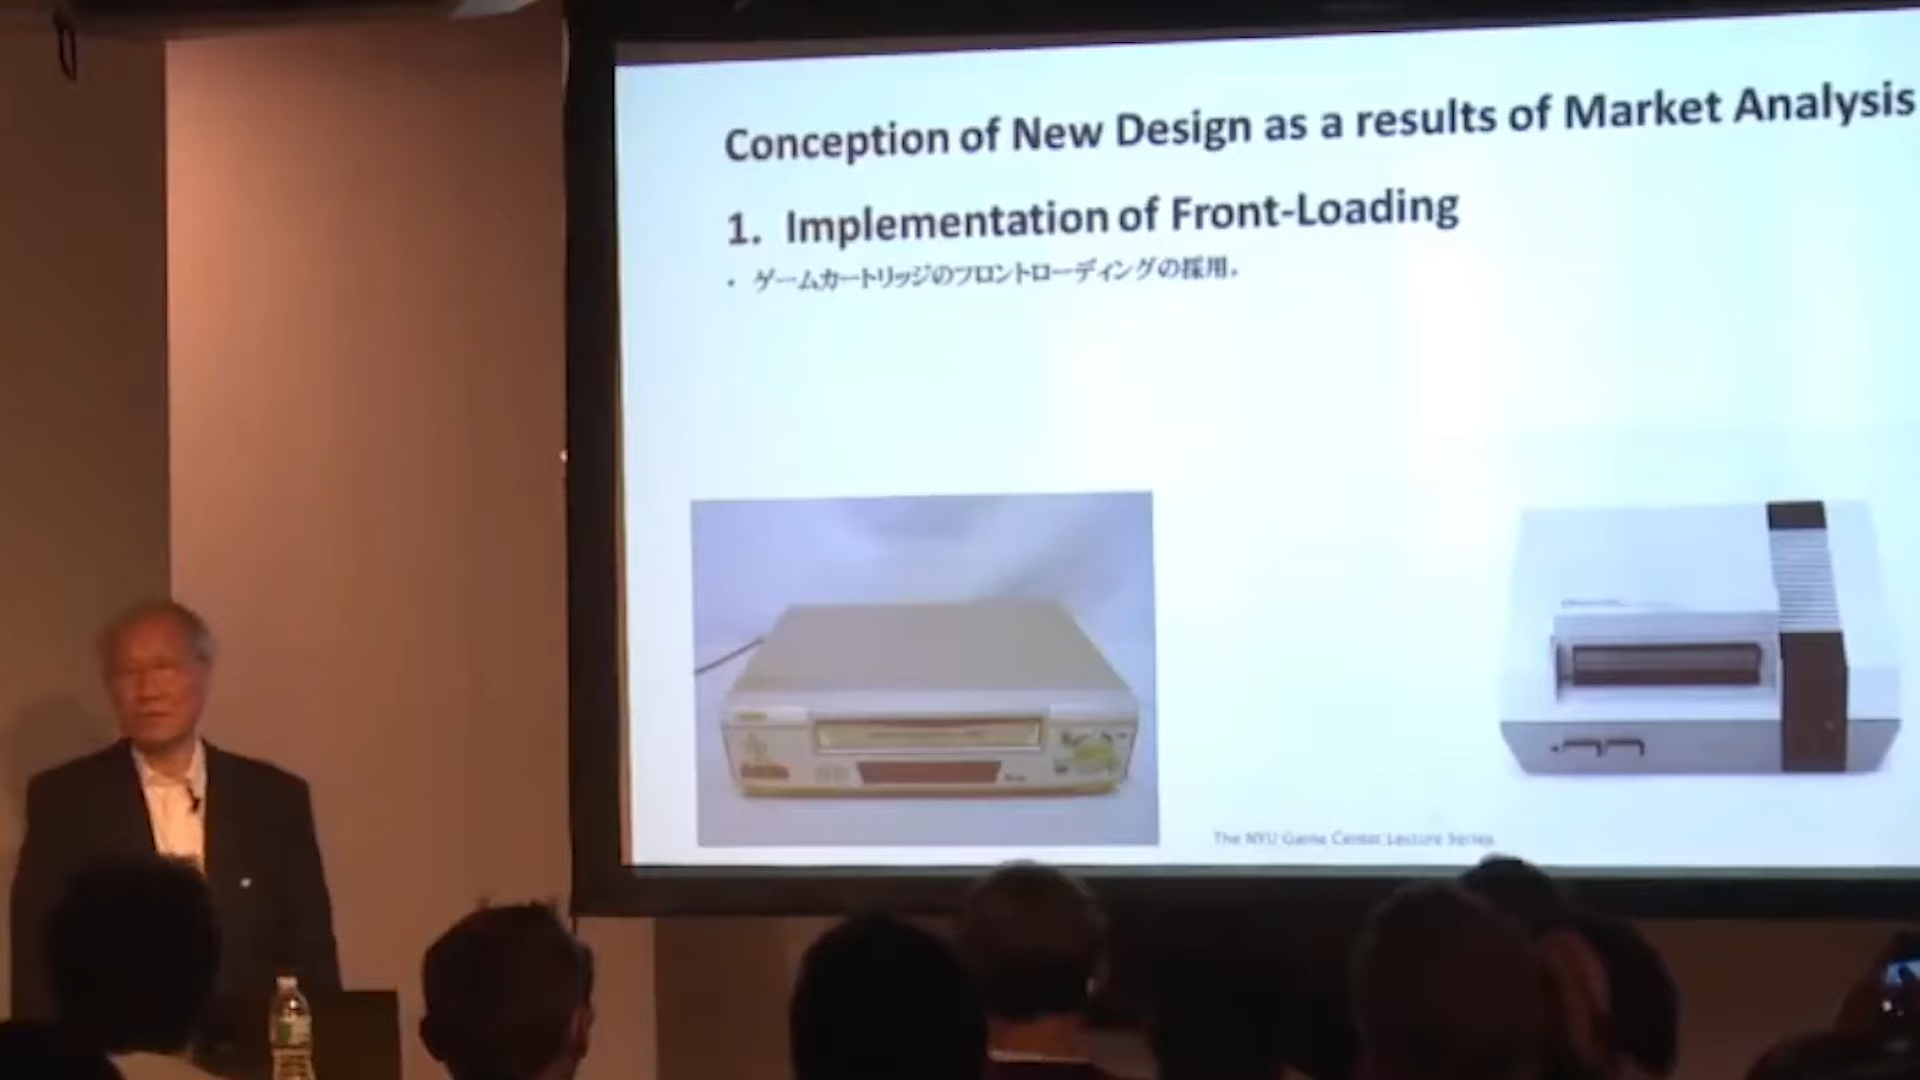 Conception of New Design as a results of Market Analysis
1. Implementation of Front-Loading
・ ゲームカートリッジのフロントローディングの採用。
The NYU Game Center Lecture Series